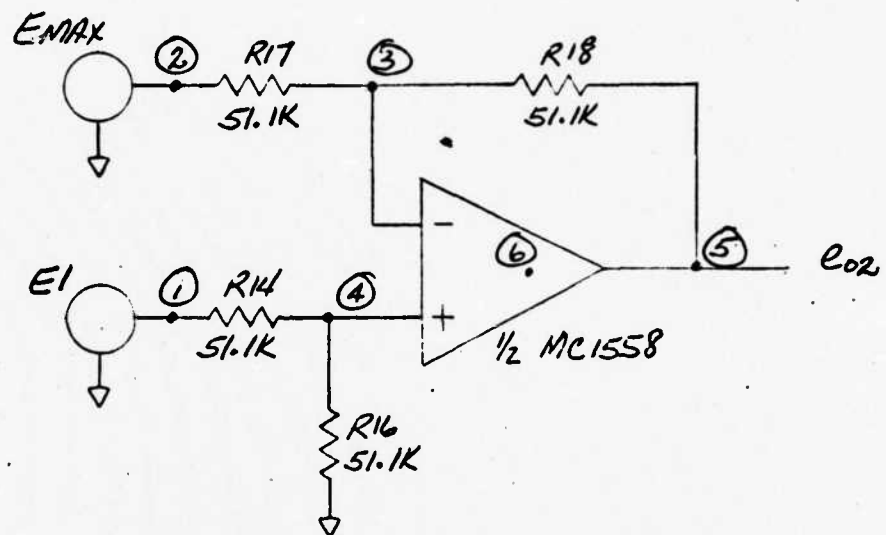 EMAX
② R17 ③ R18
51.1K 51.1K
-
⑥ ⑤ e02
E1 ① R14 ④
+
51.1K ½ MC1558
R16
51.1K